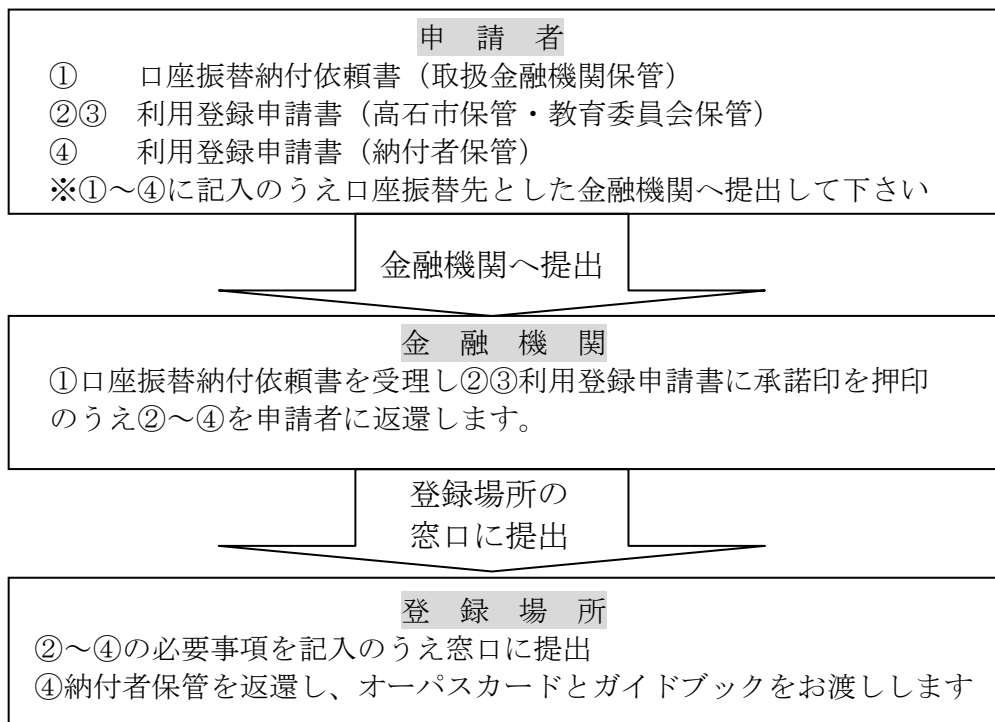 申　請　者
①　　口座振替納付依頼書（取扱金融機関保管）
②③　利用登録申請書（高石市保管・教育委員会保管）
④　　利用登録申請書（納付者保管）
※①～④に記入のうえ口座振替先とした金融機関へ提出して下さい
金融機関へ提出
金　融　機　関
①口座振替納付依頼書を受理し②③利用登録申請書に承諾印を押印
のうえ②～④を申請者に返還します。
登録場所の
窓口に提出
登　録　場　所
②～④の必要事項を記入のうえ窓口に提出
④納付者保管を返還し、オーパスカードとガイドブックをお渡しします